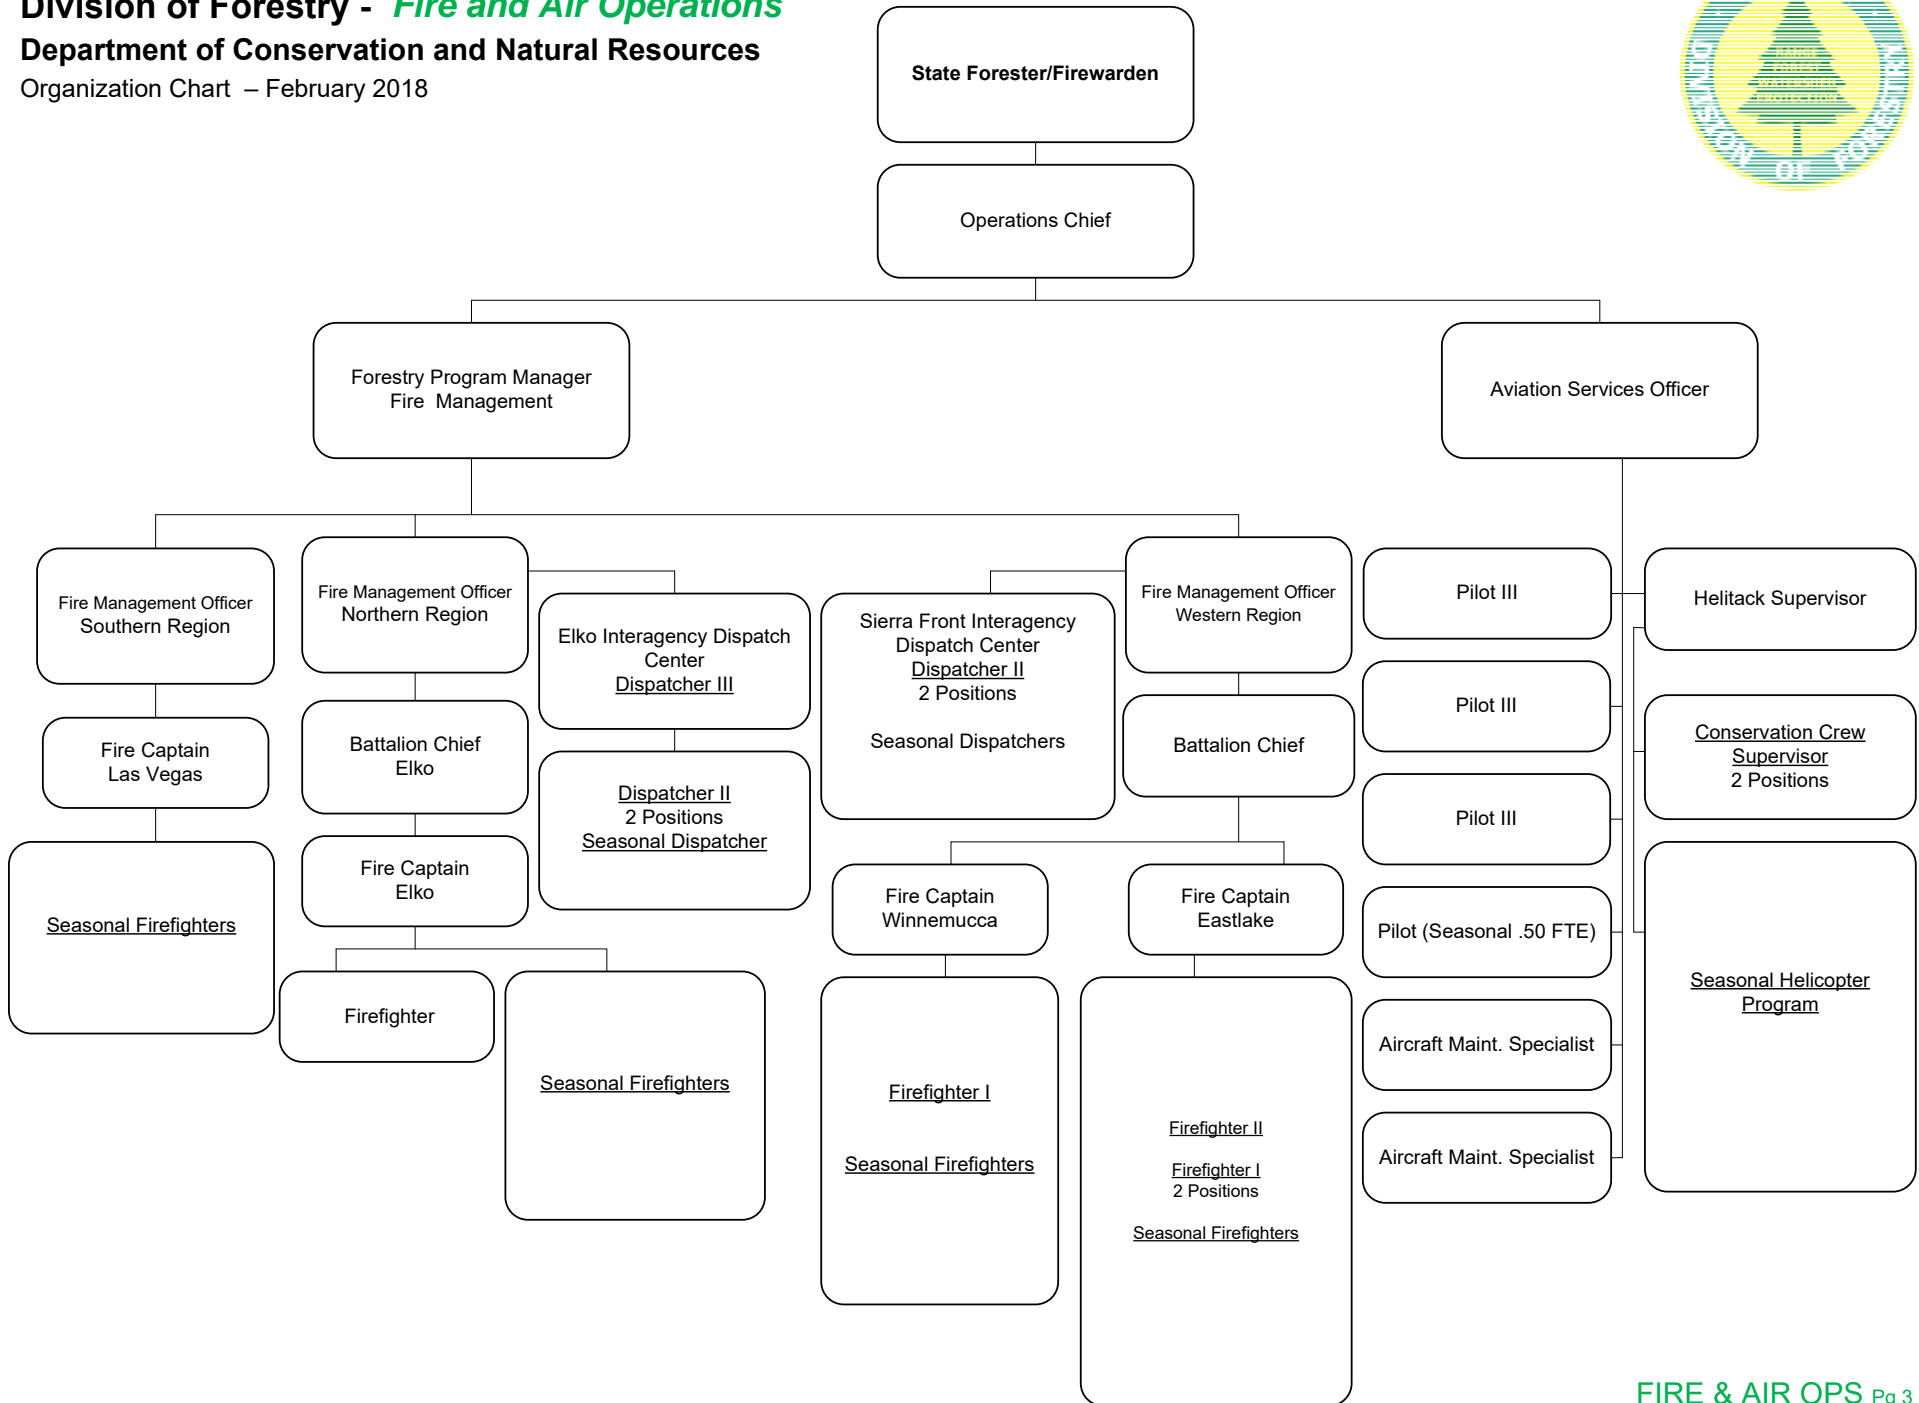 Division of Forestry - Fire and Air Operations
Department of Conservation and Natural Resources
Organization Chart – February 2018
State Forester/Firewarden
Operations Chief
Forestry Program Manager
Fire Management
Aviation Services Officer
Fire Management Officer
Southern Region
Fire Management Officer
Northern Region
Elko Interagency Dispatch
Center
Dispatcher III
Sierra Front Interagency
Dispatch Center
Dispatcher II
2 Positions
Seasonal Dispatchers
Fire Management Officer
Western Region
Pilot III
Helitack Supervisor
Fire Captain
Las Vegas
Battalion Chief
Elko
Dispatcher II
2 Positions
Seasonal Dispatcher
Battalion Chief
Pilot III
Conservation Crew
Supervisor
2 Positions
Pilot III
Seasonal Firefighters
Fire Captain
Elko
Fire Captain
Winnemucca
Fire Captain
Eastlake
Pilot (Seasonal .50 FTE)
Seasonal Helicopter
Program
Firefighter
Seasonal Firefighters
Firefighter I
Seasonal Firefighters
Firefighter II
Firefighter I
2 Positions
Seasonal Firefighters
Aircraft Maint. Specialist
Aircraft Maint. Specialist
DIVISION OF FORESTRY
FIRE & AIR OPS Pg 3